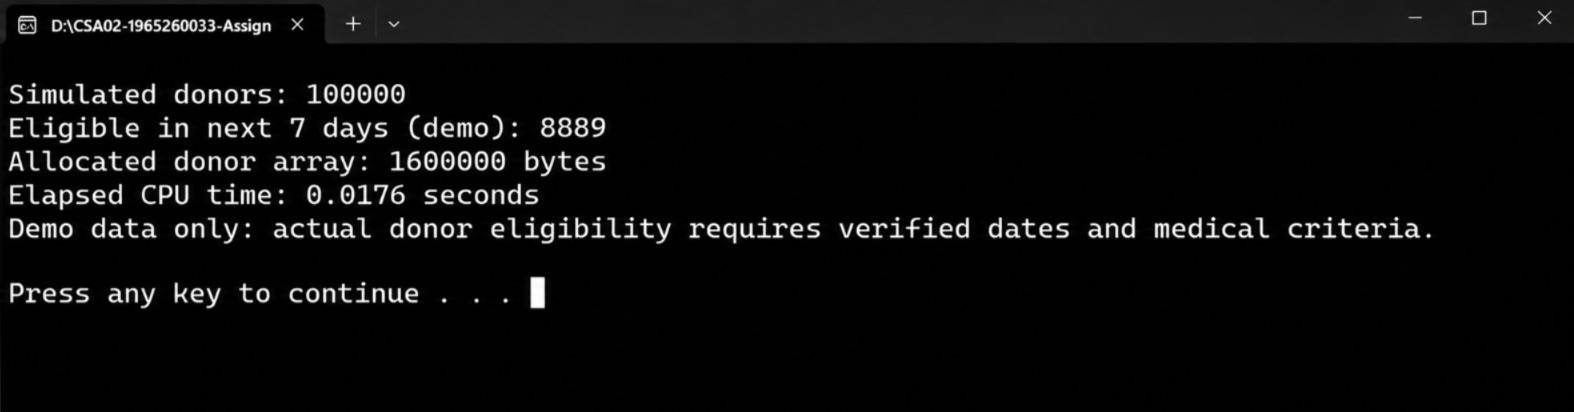 D:\CSA02-1965260033-Assign
Simulated donors: 100000
Eligible in next 7 days (demo): 8889
Allocated donor array: 1600000 bytes
Elapsed CPU time: 0.0176 seconds
Demo data only: actual donor eligibility requires verified dates and medical criteria.
Press any key to continue . . .